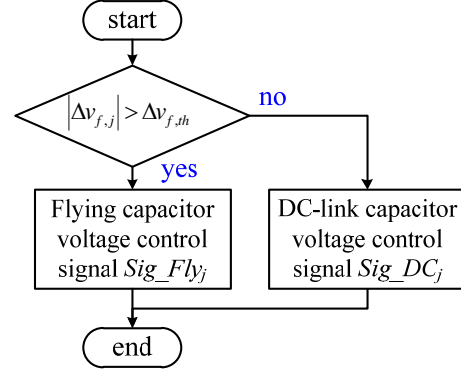 start
|Δv_{f,j}| > Δv_{f,th}
no
yes
Flying capacitor
voltage control
signal Sig_Fly_j
DC-link capacitor
voltage control
signal Sig_DC_j
end